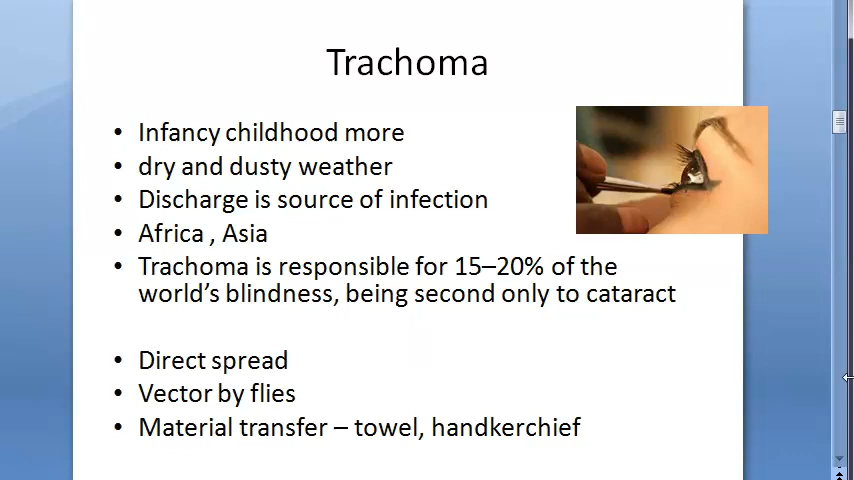 Trachoma
• Infancy childhood more
• dry and dusty weather
• Discharge is source of infection
• Africa , Asia
• Trachoma is responsible for 15–20% of the
world's blindness, being second only to cataract
• Direct spread
• Vector by flies
• Material transfer – towel, handkerchief